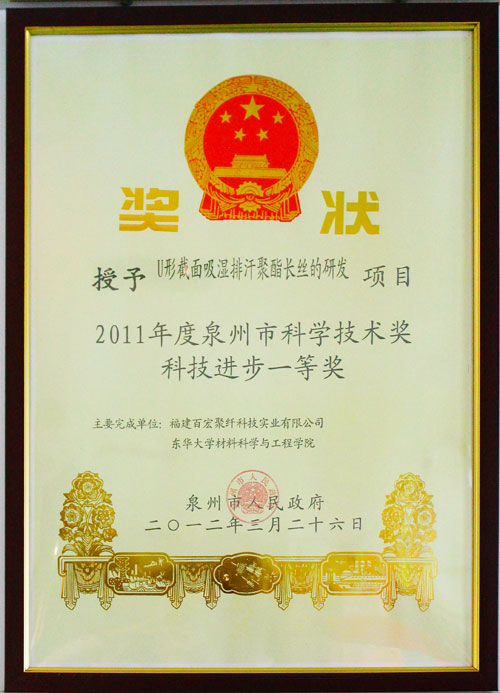 奖 状
授予 U形截面吸湿排汗聚酯长丝的研发 项目
2011年度泉州市科学技术奖
科技进步一等奖
主要完成单位：福建百宏聚纤科技实业有限公司
东华大学材料科学与工程学院
泉州市人民政府
二〇一二年三月二十六日